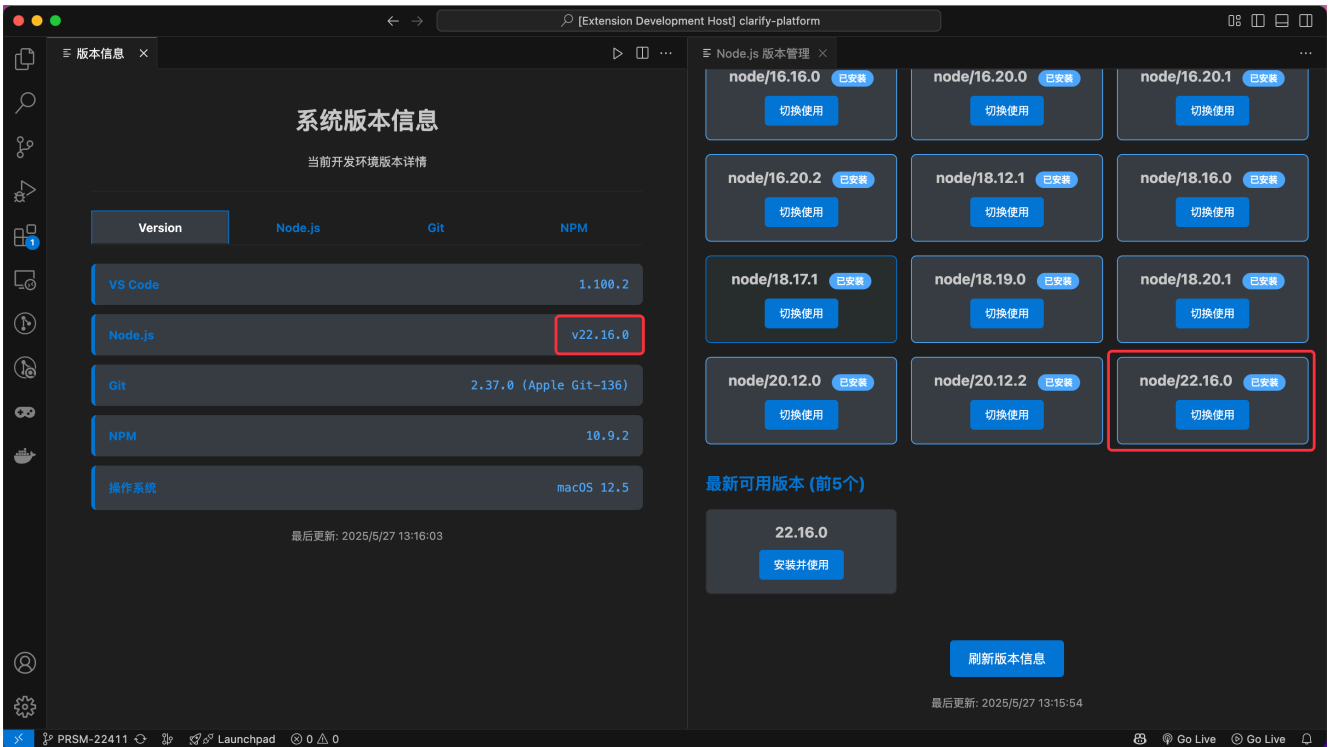 [Extension Development Host] clarify-platform
版本信息
系统版本信息
当前开发环境版本详情
Version Node.js Git NPM
VS Code 1.100.2
Node.js v22.16.0
Git 2.37.0 (Apple Git-136)
NPM 10.9.2
操作系统 macOS 12.5
最后更新: 2025/5/27 13:16:03
Node.js 版本管理
node/16.16.0 已安装 node/16.20.0 已安装 node/16.20.1 已安装
切换使用 切换使用 切换使用
node/16.20.2 已安装 node/18.12.1 已安装 node/18.16.0 已安装
切换使用 切换使用 切换使用
node/18.17.1 已安装 node/18.19.0 已安装 node/18.20.1 已安装
切换使用 切换使用 切换使用
node/20.12.0 已安装 node/20.12.2 已安装 node/22.16.0 已安装
切换使用 切换使用 切换使用
最新可用版本 (前5个)
22.16.0
安装并使用
刷新版本信息
最后更新: 2025/5/27 13:15:54
1
PRSM-22411 Launchpad 0 0 Go Live Go Live